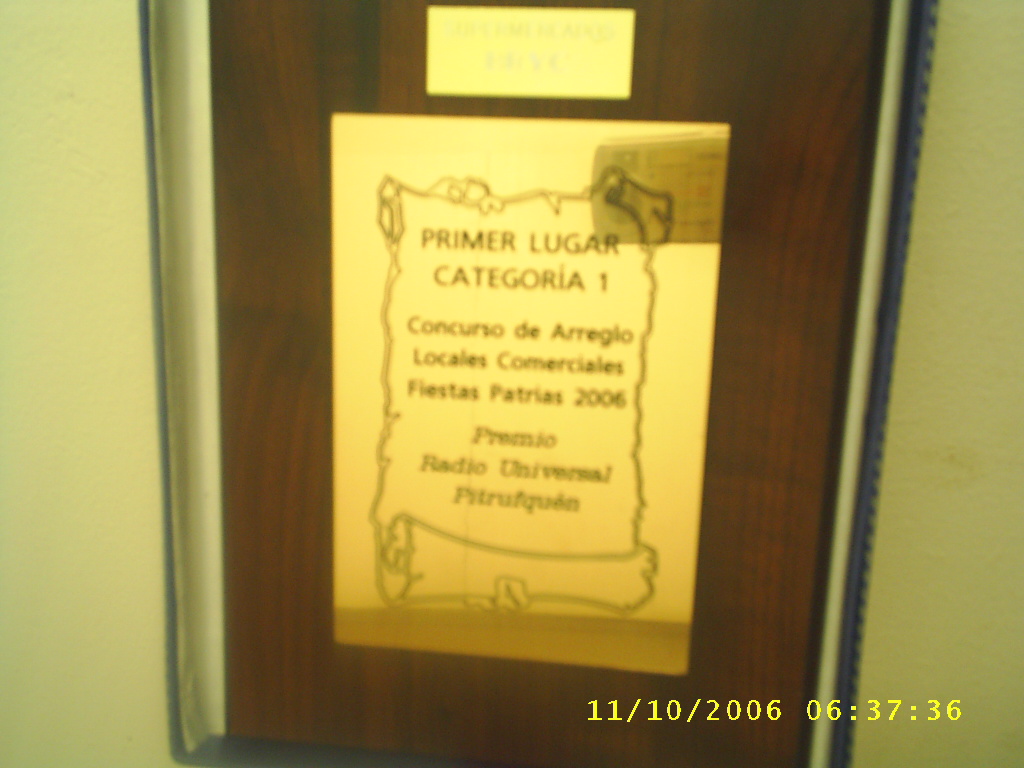 SUPERMERCADOS
PRIMER LUGAR
CATEGORÍA 1
Concurso de Arreglo
Locales Comerciales
Fiestas Patrias 2006
Premio
Radio Universal
Pitrufquén
11/10/2006 06:37:36